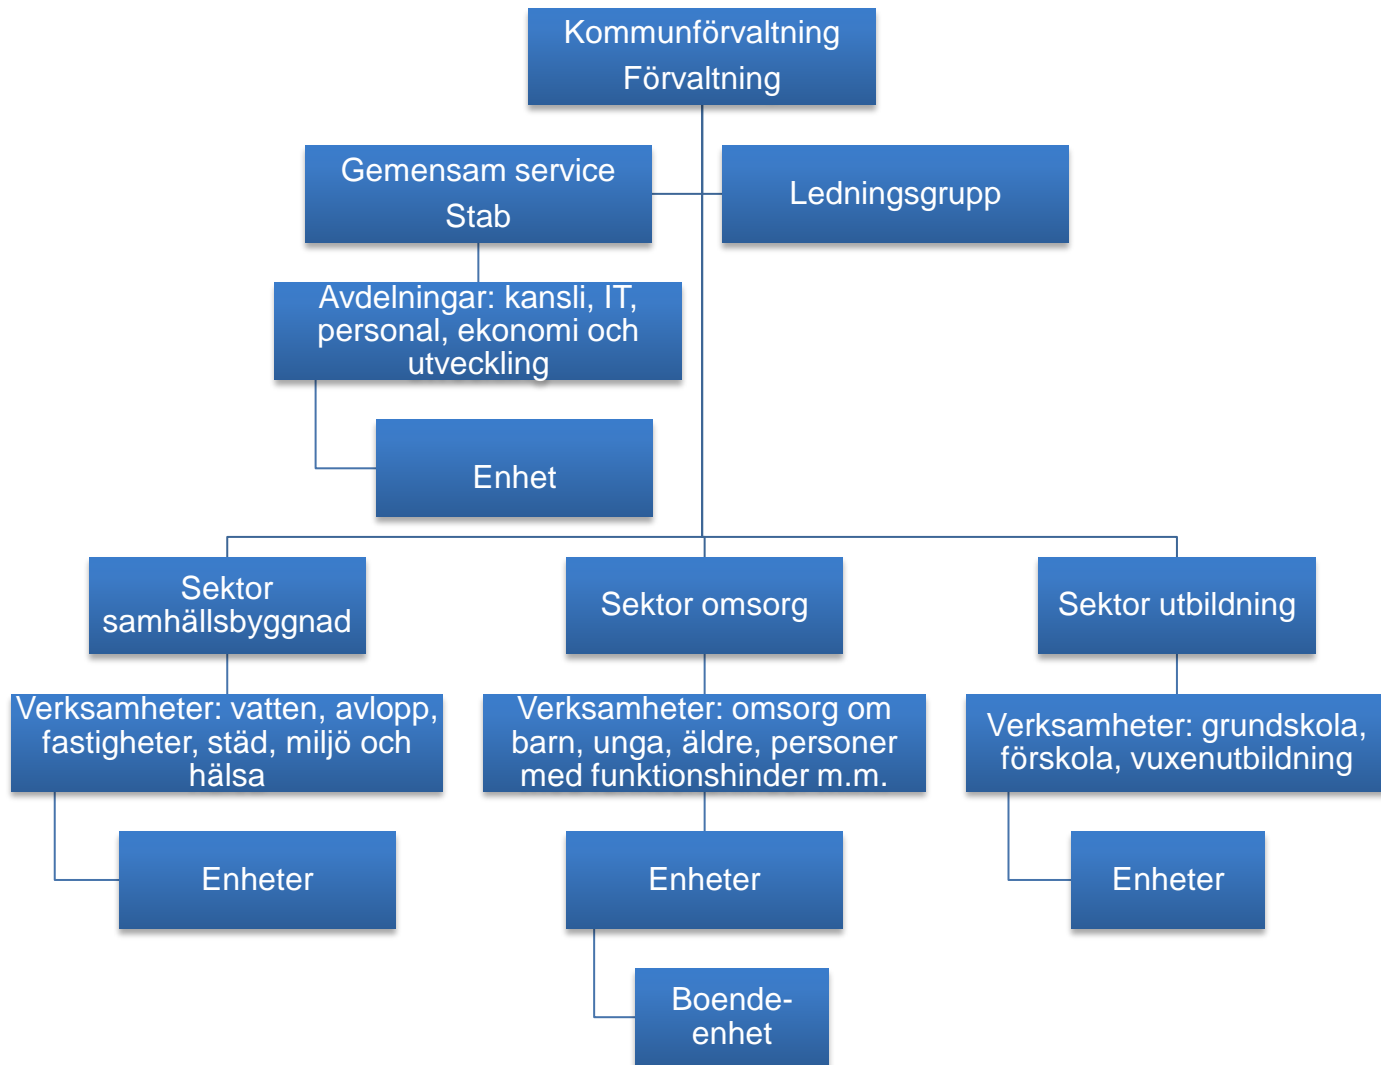 Kommunförvaltning
Förvaltning
Gemensam service
Stab
Ledningsgrupp
Avdelningar: kansli, IT,
personal, ekonomi och
utveckling
Enhet
Sektor
samhällsbyggnad
Sektor omsorg
Sektor utbildning
Verksamheter: vatten, avlopp,
fastigheter, städ, miljö och
hälsa
Verksamheter: omsorg om
barn, unga, äldre, personer
med funktionshinder m.m.
Verksamheter: grundskola,
förskola, vuxenutbildning
Enheter
Enheter
Enheter
Boende-
enhet